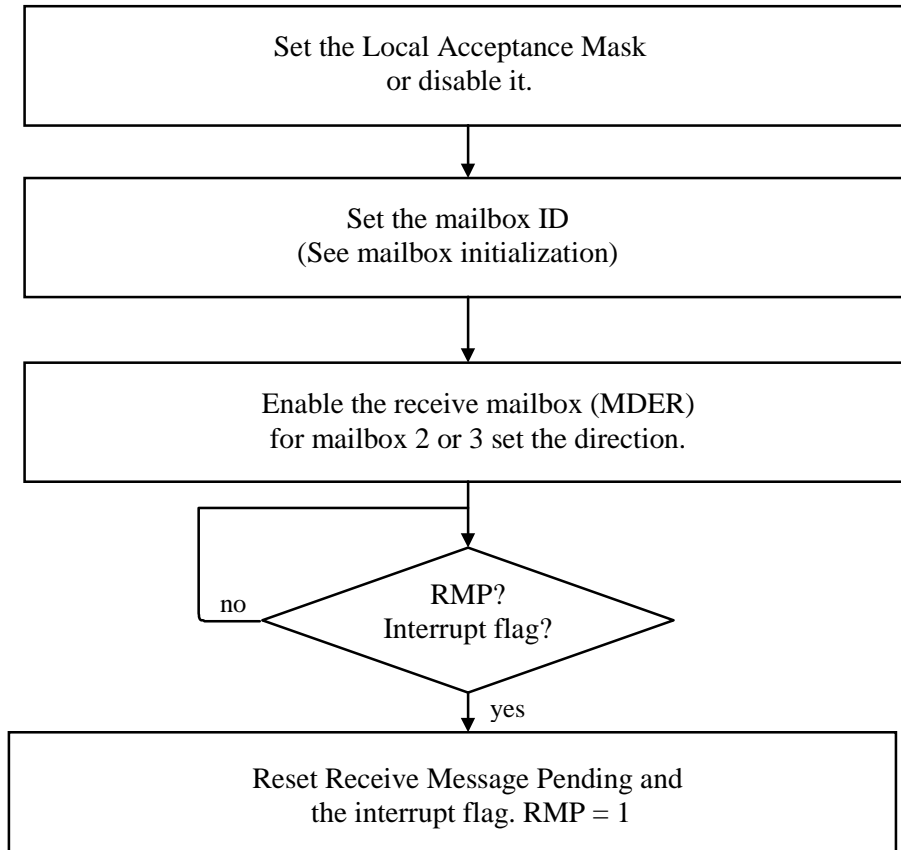 Set the Local Acceptance Mask
or disable it.
Set the mailbox ID
(See mailbox initialization)
Enable the receive mailbox (MDER)
for mailbox 2 or 3 set the direction.
RMP?
Interrupt flag?
no
yes
Reset Receive Message Pending and
the interrupt flag. RMP = 1